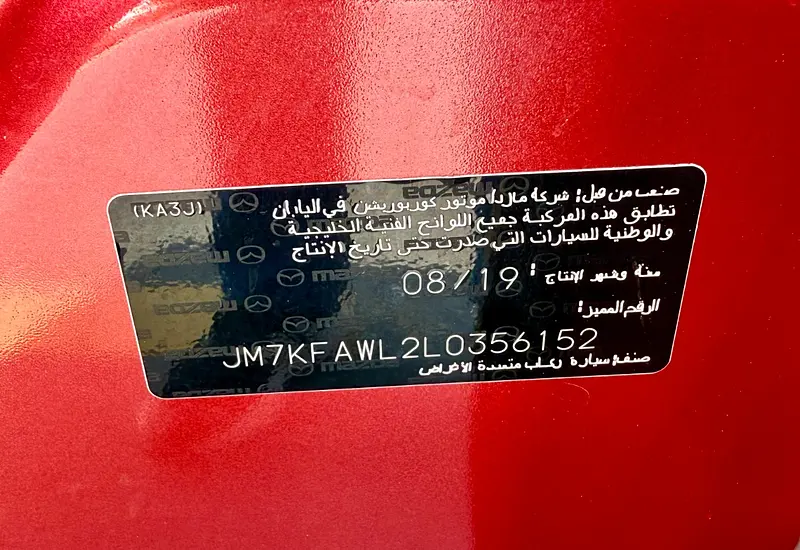 صنعت من قبل: شركة مازدا موتور كوربوريشن في اليابان
(KA3J)
تطابق هذه المركبة جميع اللوائح الفنية الخليجية
والوطنية للسيارات التي صدرت حتى تاريخ الإنتاج
سنة وشهر الإنتاج : 08/19
الرقم المميز:
JM7KFAWL2L0356152
صنف: سيارة ركاب متعددة الأغراض